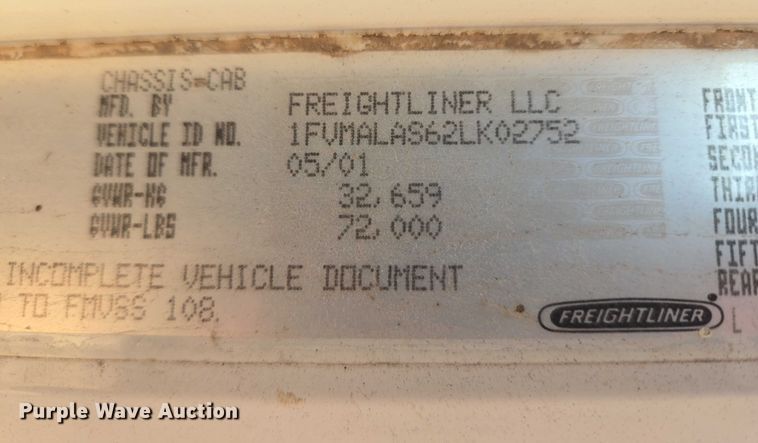 CHASSIS-CAB
MFD. BY FREIGHTLINER LLC FRONT
VEHICLE ID NO. 1FVMALAS62LK02752 FIRST
DATE OF MFR. 05/01 SECON
GVWR-KG 32,659 THIR
GVWR-LBS 72,000 FOUR
FIFT
INCOMPLETE VEHICLE DOCUMENT REAR
TO FMVSS 108.
FREIGHTLINER L
Purple Wave Auction